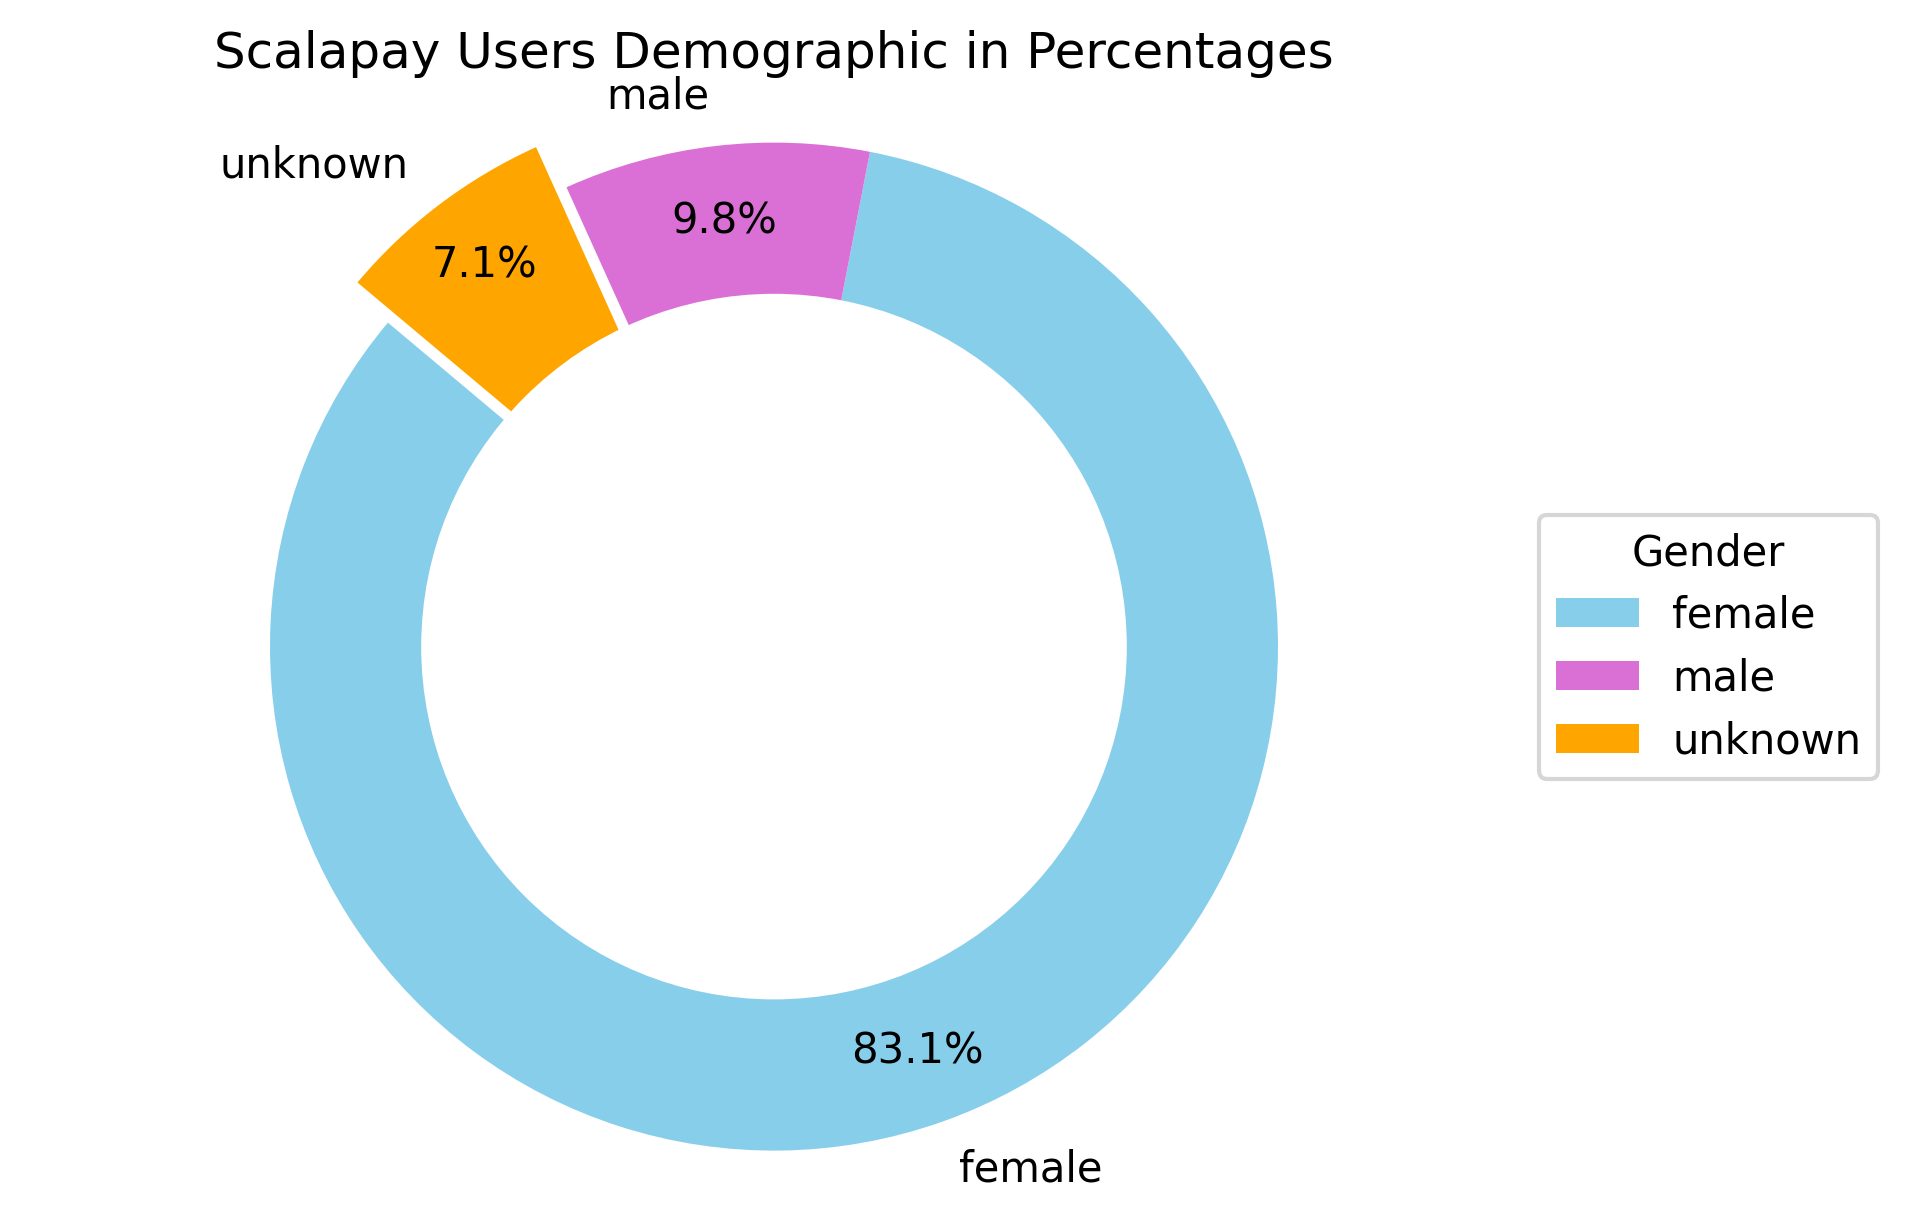 Scalapay Users Demographic in Percentages
male
unknown
9.8%
7.1%
Gender
female
male
unknown
83.1%
female